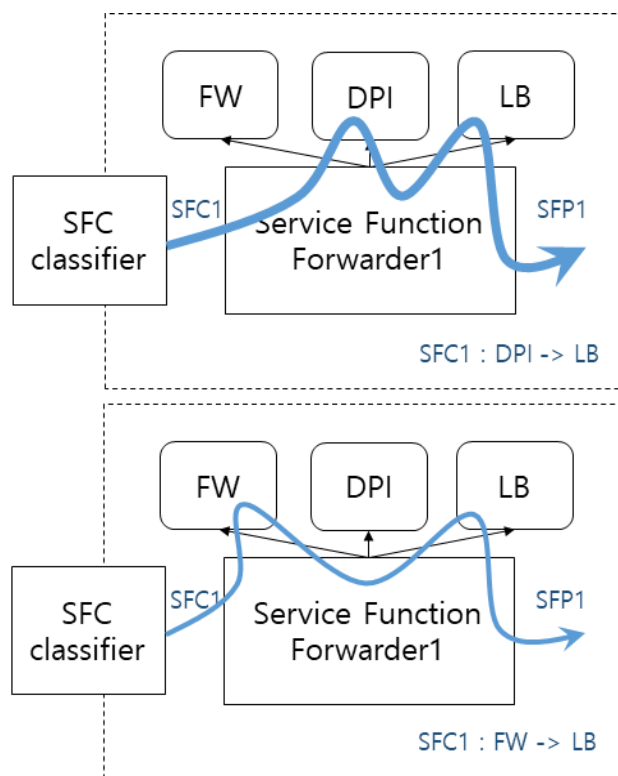 FW
DPI
LB
SFC1
SFP1
SFC
classifier
Service Function
Forwarder1
SFC1 : DPI -> LB
FW
DPI
LB
SFC1
SFP1
SFC
classifier
Service Function
Forwarder1
SFC1 : FW -> LB